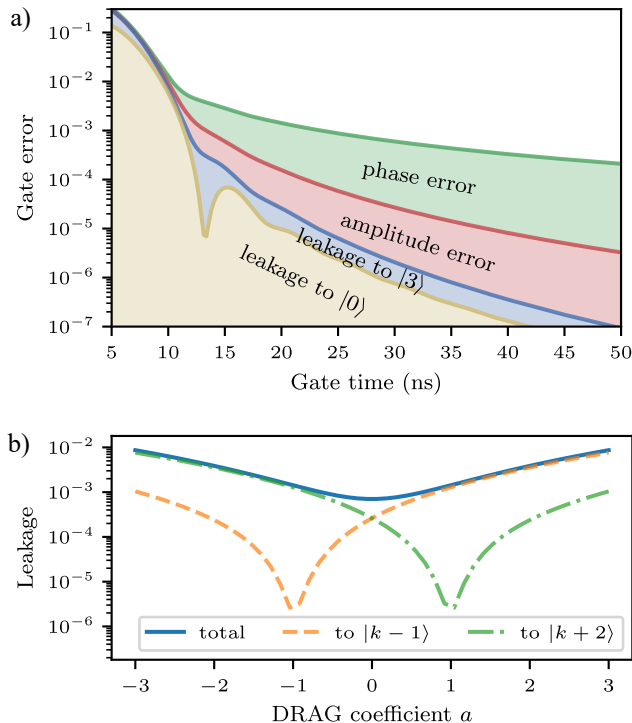 a)
10⁻¹
10⁻²
10⁻³
10⁻⁴
10⁻⁵
10⁻⁶
10⁻⁷
Gate error
phase error
amplitude error
leakage to |3⟩
leakage to |0⟩
5 10 15 20 25 30 35 40 45 50
Gate time (ns)
b)
10⁻²
10⁻³
10⁻⁴
10⁻⁵
10⁻⁶
Leakage
total to |k − 1⟩ to |k + 2⟩
−3 −2 −1 0 1 2 3
DRAG coefficient a